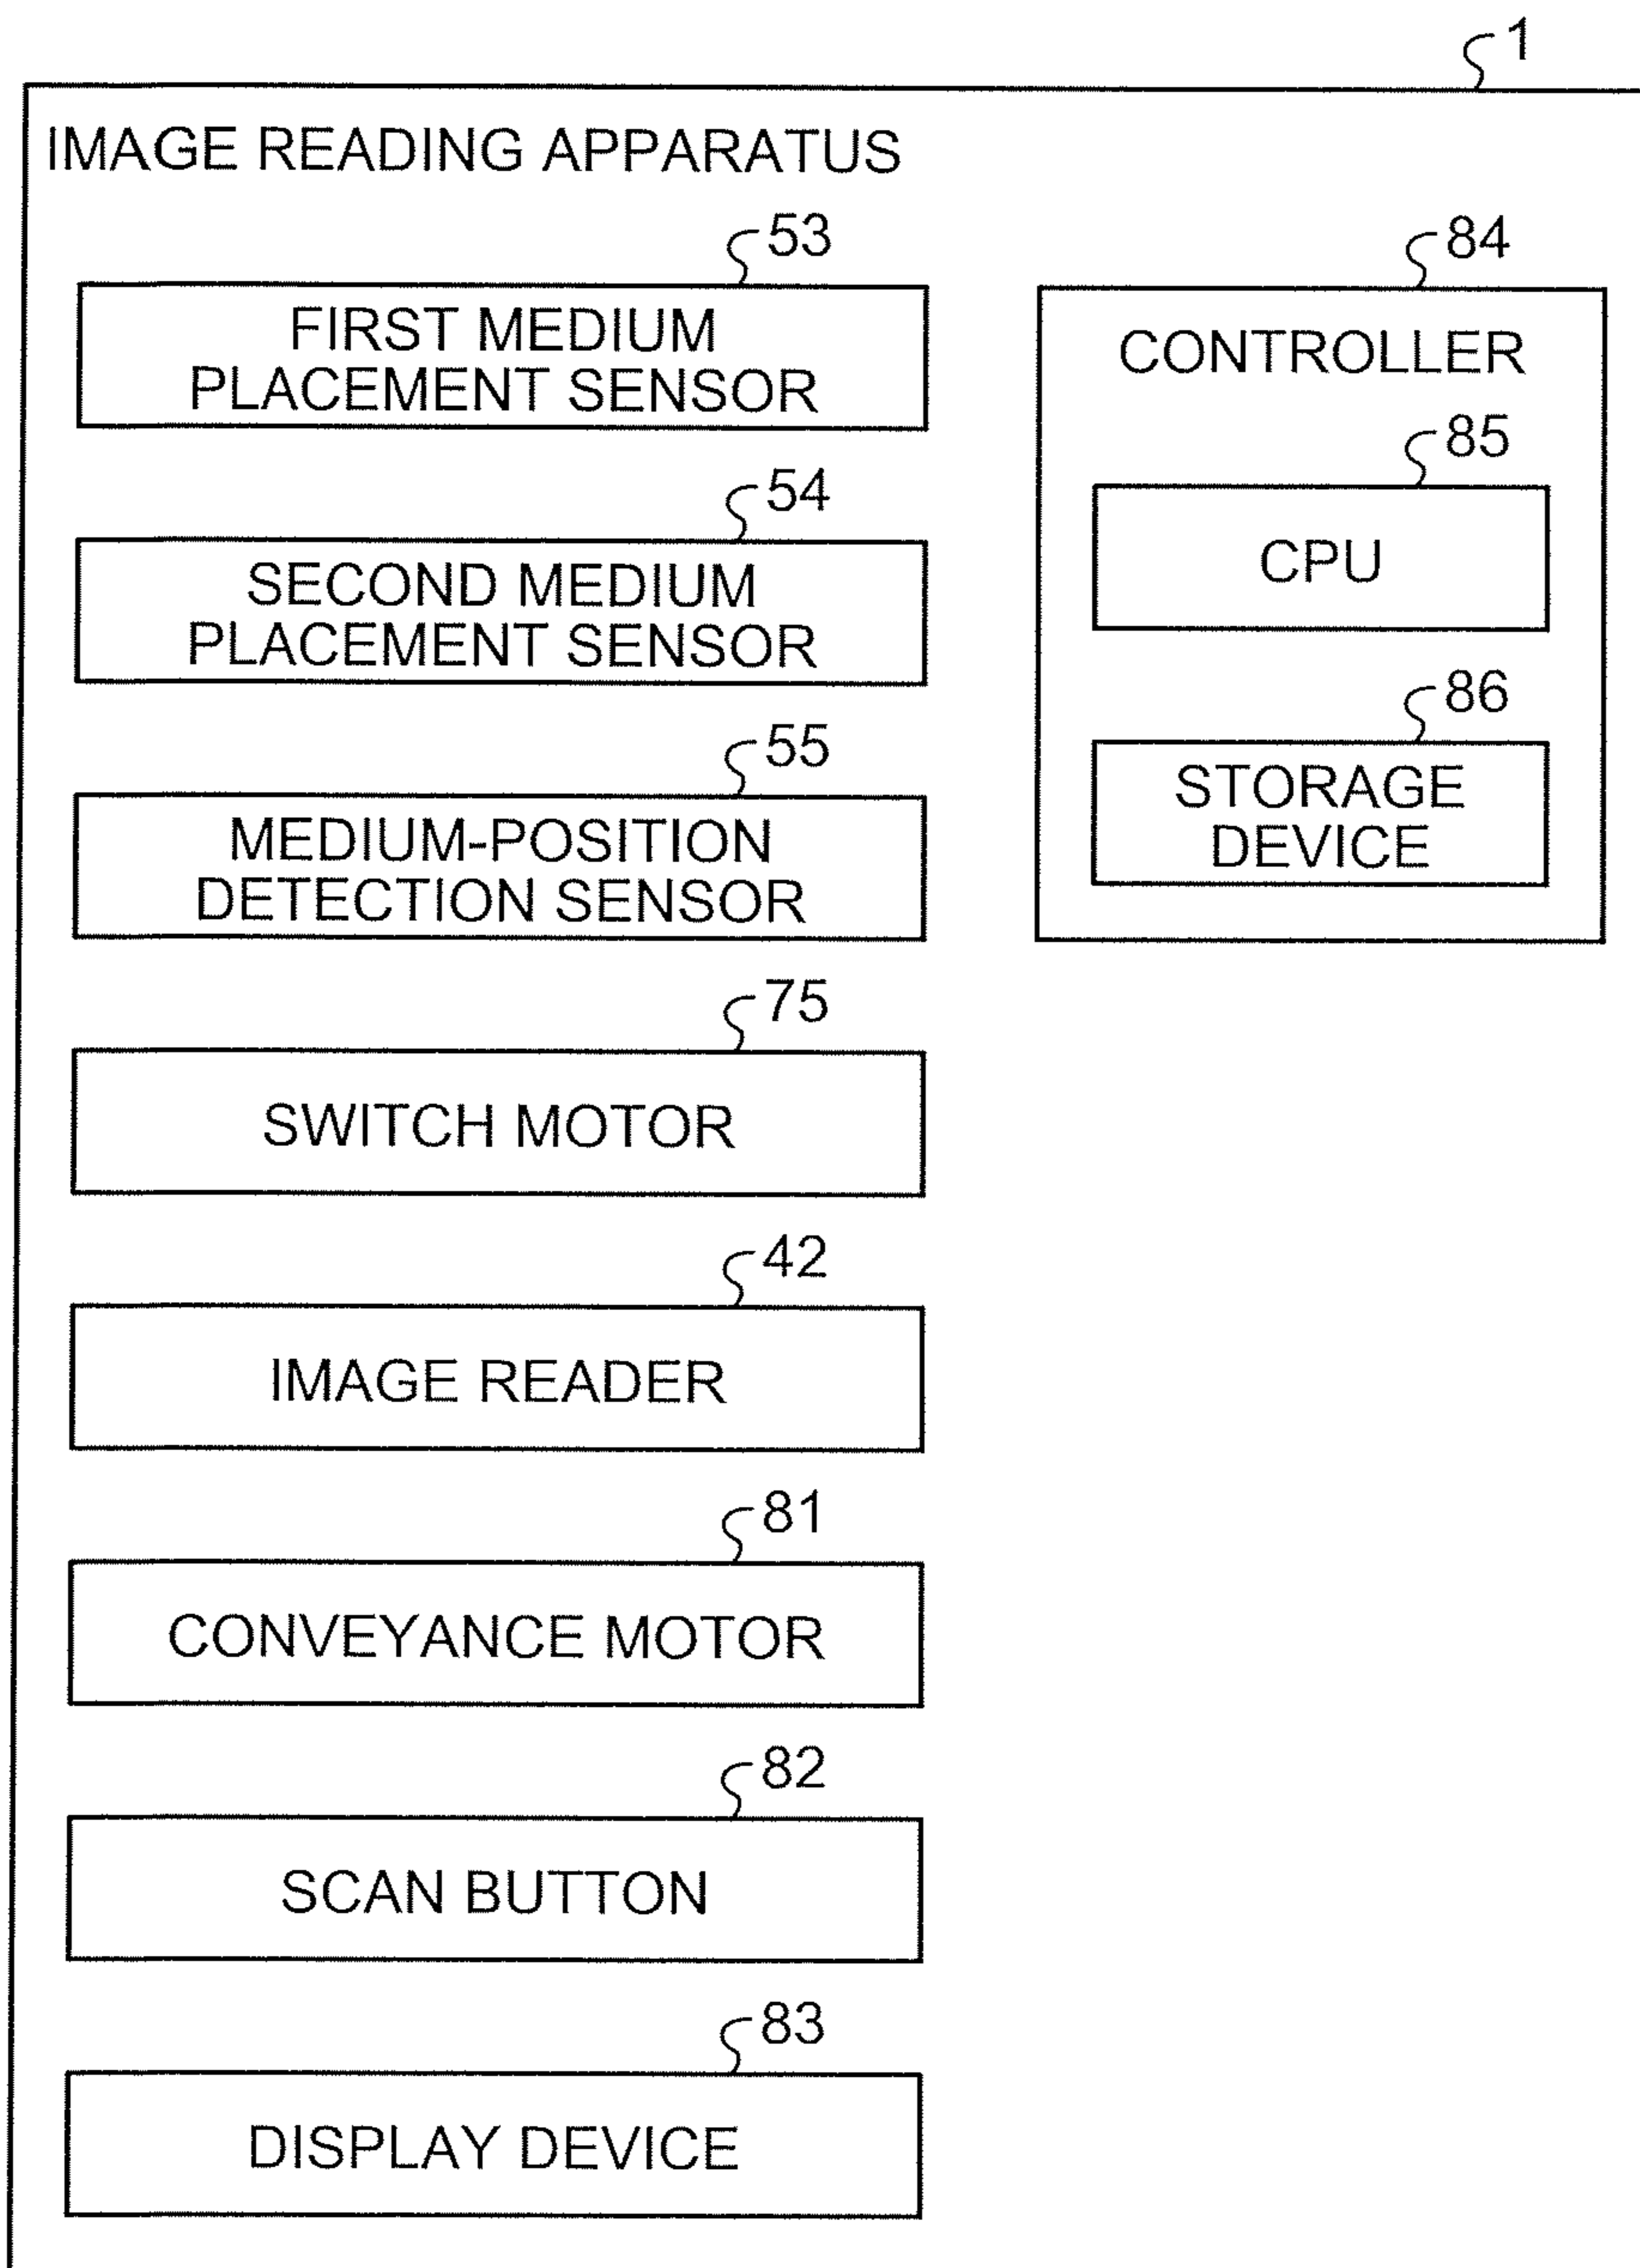 1
IMAGE READING APPARATUS
53
FIRST MEDIUM
PLACEMENT SENSOR
54
SECOND MEDIUM
PLACEMENT SENSOR
55
MEDIUM-POSITION
DETECTION SENSOR
75
SWITCH MOTOR
42
IMAGE READER
81
CONVEYANCE MOTOR
82
SCAN BUTTON
83
DISPLAY DEVICE
84
CONTROLLER
85
CPU
86
STORAGE
DEVICE